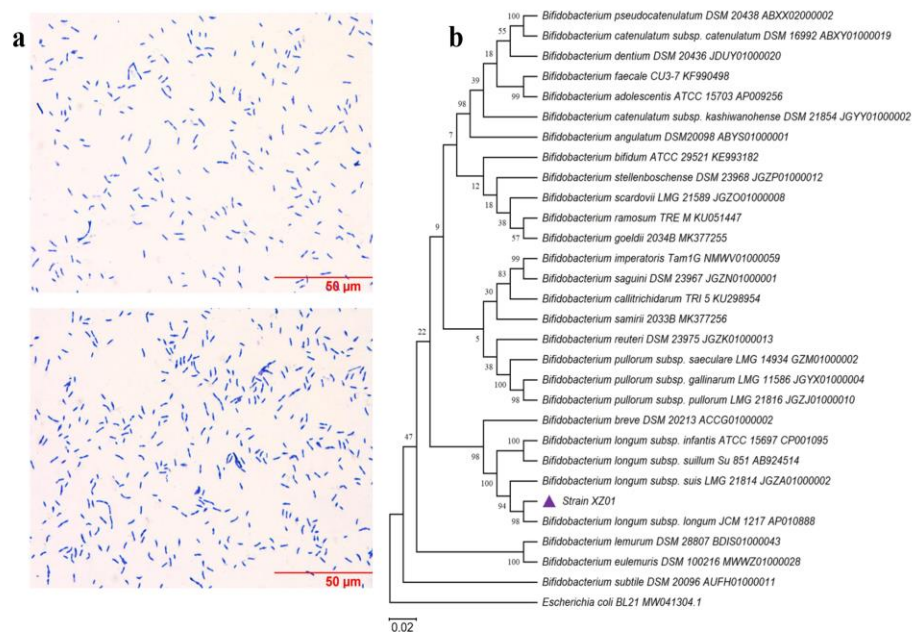 a
50 μm
50 μm
b
Bifidobacterium pseudocatenulatum DSM 20438 ABXX02000002
Bifidobacterium catenulatum subsp. catenulatum DSM 16992 ABXY01000019
Bifidobacterium dentium DSM 20436 JDUY01000020
Bifidobacterium faecale CU3-7 KF990498
Bifidobacterium adolescentis ATCC 15703 AP009256
Bifidobacterium catenulatum subsp. kashiwanohense DSM 21854 JGYY01000002
Bifidobacterium angulatum DSM20098 ABYS01000001
Bifidobacterium bifidum ATCC 29521 KE993182
Bifidobacterium stellenboschense DSM 23968 JGZP01000012
Bifidobacterium scardovii LMG 21589 JGZO01000008
Bifidobacterium ramosum TRE M KU051447
Bifidobacterium goeldii 2034B MK377255
Bifidobacterium imperatoris Tam1G NMWV01000059
Bifidobacterium saguini DSM 23967 JGZN01000001
Bifidobacterium callitrichidarum TRI 5 KU298954
Bifidobacterium samirii 2033B MK377256
Bifidobacterium reuteri DSM 23975 JGZK01000013
Bifidobacterium pullorum subsp. saeculare LMG 14934 GZM01000002
Bifidobacterium pullorum subsp. gallinarum LMG 11586 JGYX01000004
Bifidobacterium pullorum subsp. pullorum LMG 21816 JGZJ01000010
Bifidobacterium breve DSM 20213 ACCG01000002
Bifidobacterium longum subsp. infantis ATCC 15697 CP001095
Bifidobacterium longum subsp. suillum Su 851 AB924514
Bifidobacterium longum subsp. suis LMG 21814 JGZA01000002
Strain XZ01
Bifidobacterium longum subsp. longum JCM 1217 AP010888
Bifidobacterium lemurum DSM 28807 BDIS01000043
Bifidobacterium eulemuris DSM 100216 MWWZ01000028
Bifidobacterium subtile DSM 20096 AUFH01000011
Escherichia coli BL21 MW041304.1
100
55
18
39
99
98
7
12
18
38
57
9
99
83
30
5
38
100
98
22
98
100
100
94
98
47
100
0.02